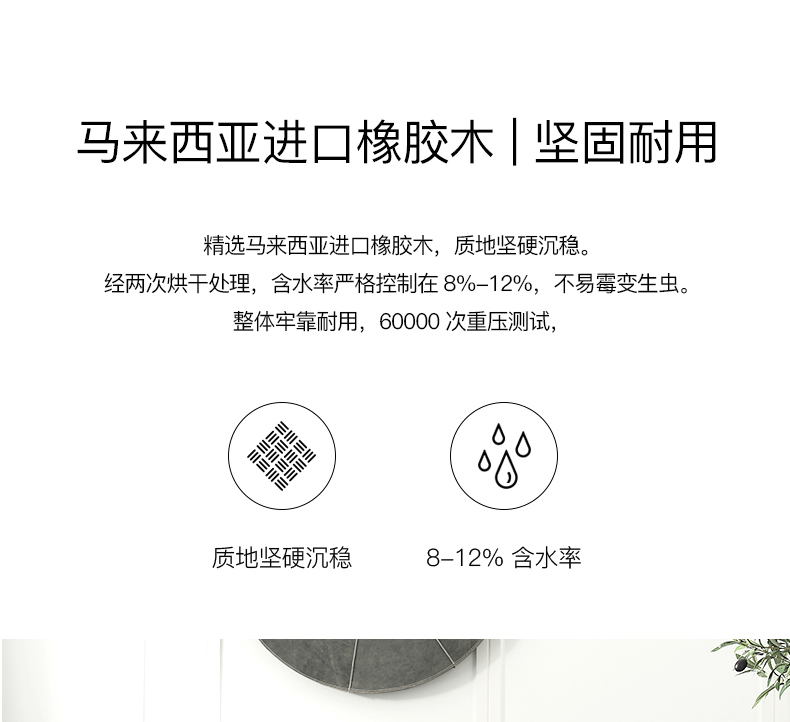 马来西亚进口橡胶木 | 坚固耐用
精选马来西亚进口橡胶木，质地坚硬沉稳。
经两次烘干处理，含水率严格控制在 8%-12%，不易霉变生虫。
整体牢靠耐用，60000 次重压测试，
质地坚硬沉稳
8-12% 含水率